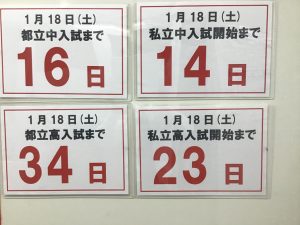 1月18日(土)
都立中入試まで
16日
1月18日(土)
私立中入試開始まで
14日
1月18日(土)
都立高入試まで
34日
1月18日(土)
私立高入試開始まで
23日